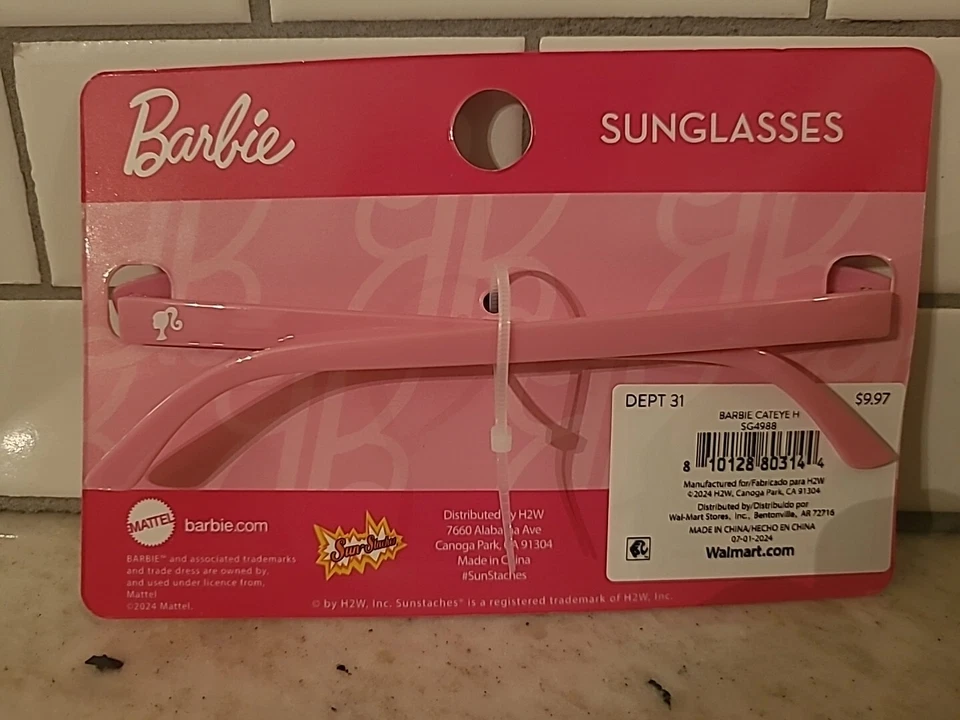 Barbie
SUNGLASSES
DEPT 31
$9.97
BARBIE CATEYE H
SG4988
8 10128 80314 4
Manufactured for/Fabricado para H2W
©2024 H2W, Canoga Park, CA 91304
Distributed by/Distribuido por
Wal-Mart Stores, Inc., Bentonville, AR 72716
MADE IN CHINA/HECHO EN CHINA
07-01-2024
Walmart.com
MATTEL
barbie.com
BARBIE™ and associated trademarks
and trade dress are owned by,
and used under licence from,
Mattel
©2024 Mattel.
Sun-Staches
Distributed by H2W
7660 Alabama Ave
Canoga Park, CA 91304
Made in China
#SunStaches
© by H2W, Inc. Sunstaches® is a registered trademark of H2W, Inc.